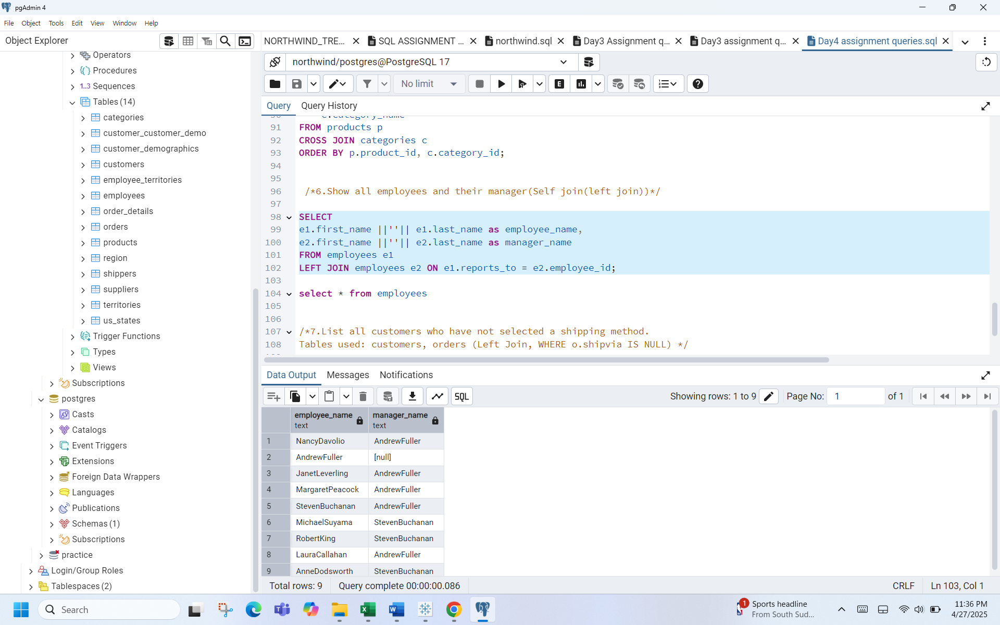 pgAdmin 4
File Object Tools Edit View Window Help
Object Explorer
NORTHWIND_TRE... SQL ASSIGNMENT ... northwind.sql Day3 Assignment q... Day3 assignment q... Day4 assignment queries.sql
northwind/postgres@PostgreSQL 17
No limit
E
Query Query History
Operators
Procedures
1..3 Sequences
Tables (14)
categories
customer_customer_demo
customer_demographics
customers
employee_territories
employees
order_details
orders
products
region
shippers
suppliers
territories
us_states
Trigger Functions
Types
Views
Subscriptions
postgres
Casts
Catalogs
Event Triggers
Extensions
Foreign Data Wrappers
Languages
Publications
Schemas (1)
Subscriptions
practice
Login/Group Roles
Tablespaces (2)
90 c.category_name
91 FROM products p
92 CROSS JOIN categories c
93 ORDER BY p.product_id, c.category_id;
94
95
96 /*6.Show all employees and their manager(Self join(left join))*/
97
98 SELECT
99 e1.first_name ||''|| e1.last_name as employee_name,
100 e2.first_name ||''|| e2.last_name as manager_name
101 FROM employees e1
102 LEFT JOIN employees e2 ON e1.reports_to = e2.employee_id;
103
104 select * from employees
105
106
107 /*7.List all customers who have not selected a shipping method.
108 Tables used: customers, orders (Left Join, WHERE o.shipvia IS NULL) */
Data Output Messages Notifications
SQL
Showing rows: 1 to 9 Page No: 1 of 1
employee_name text manager_name text
1 NancyDavolio AndrewFuller
2 AndrewFuller [null]
3 JanetLeverling AndrewFuller
4 MargaretPeacock AndrewFuller
5 StevenBuchanan AndrewFuller
6 MichaelSuyama StevenBuchanan
7 RobertKing StevenBuchanan
8 LauraCallahan AndrewFuller
9 AnneDodsworth StevenBuchanan
Total rows: 9 Query complete 00:00:00.086 CRLF Ln 103, Col 1
Search
1 Sports headline
From South Sud...
11:36 PM
4/27/2025